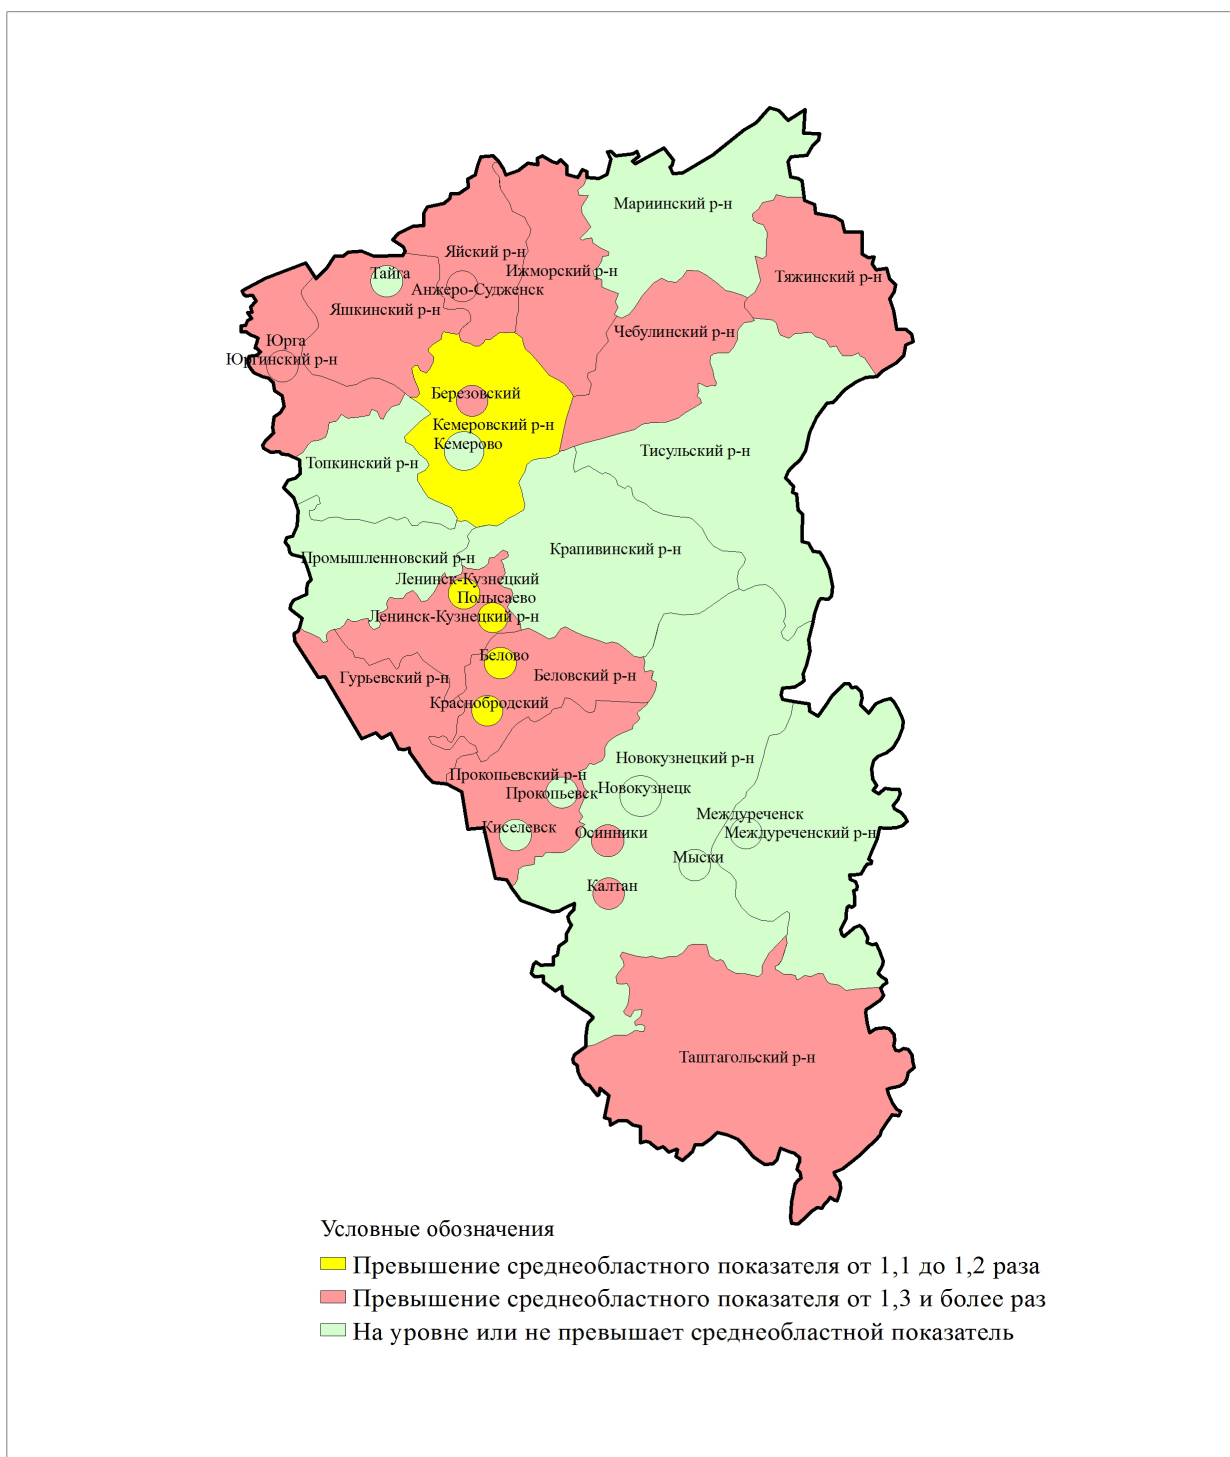 Мариинский р-н
Яйский р-н
Ижморский р-н
Тяжинский р-н
Тайга
Анжеро-Судженск
Яшкинский р-н
Чебулинский р-н
Юрга
Юргинский р-н
Березовский
Кемеровский р-н
Кемерово
Тисульский р-н
Топкинский р-н
Крапивинский р-н
Промышленновский р-н
Ленинск-Кузнецкий
Полысаево
Ленинск-Кузнецкий р-н
Белово
Беловский р-н
Гурьевский р-н
Краснобродский
Новокузнецкий р-н
Прокопьевский р-н
Прокопьевск
Новокузнецк
Междуреченск
Киселевск
Осинники
Междуреченский р-н
Мыски
Калтан
Таштагольский р-н
Условные обозначения
Превышение среднеобластного показателя от 1,1 до 1,2 раза
Превышение среднеобластного показателя от 1,3 и более раз
На уровне или не превышает среднеобластной показатель